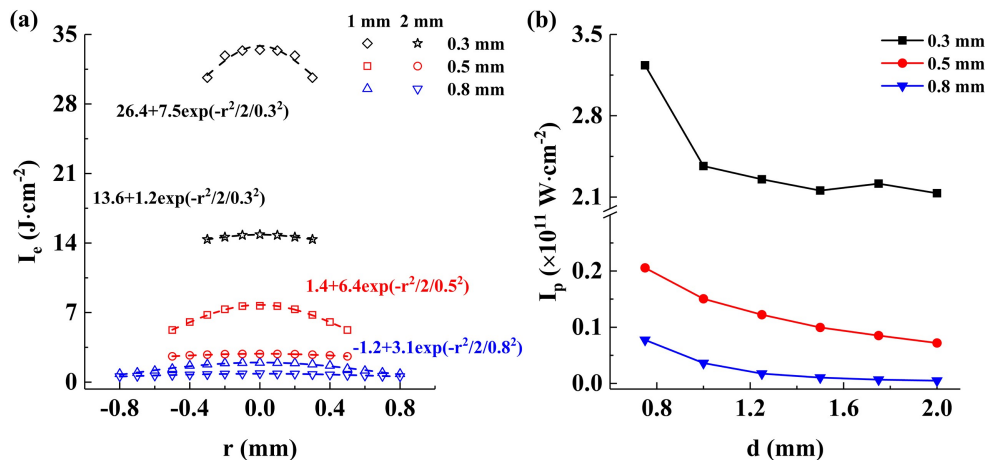 (a)
35
28
21
14
7
0
Iₑ (J·cm⁻²)
1 mm 2 mm
0.3 mm
0.5 mm
0.8 mm
26.4+7.5exp(-r²/2/0.3²)
13.6+1.2exp(-r²/2/0.3²)
1.4+6.4exp(-r²/2/0.5²)
-1.2+3.1exp(-r²/2/0.8²)
-0.8 -0.4 0.0 0.4 0.8
r (mm)
(b)
0.3 mm
0.5 mm
0.8 mm
2.8
2.1
0.2
0.1
0.0
Iₚ (×10¹¹ W·cm⁻²)
0.8 1.2 1.6 2.0
d (mm)